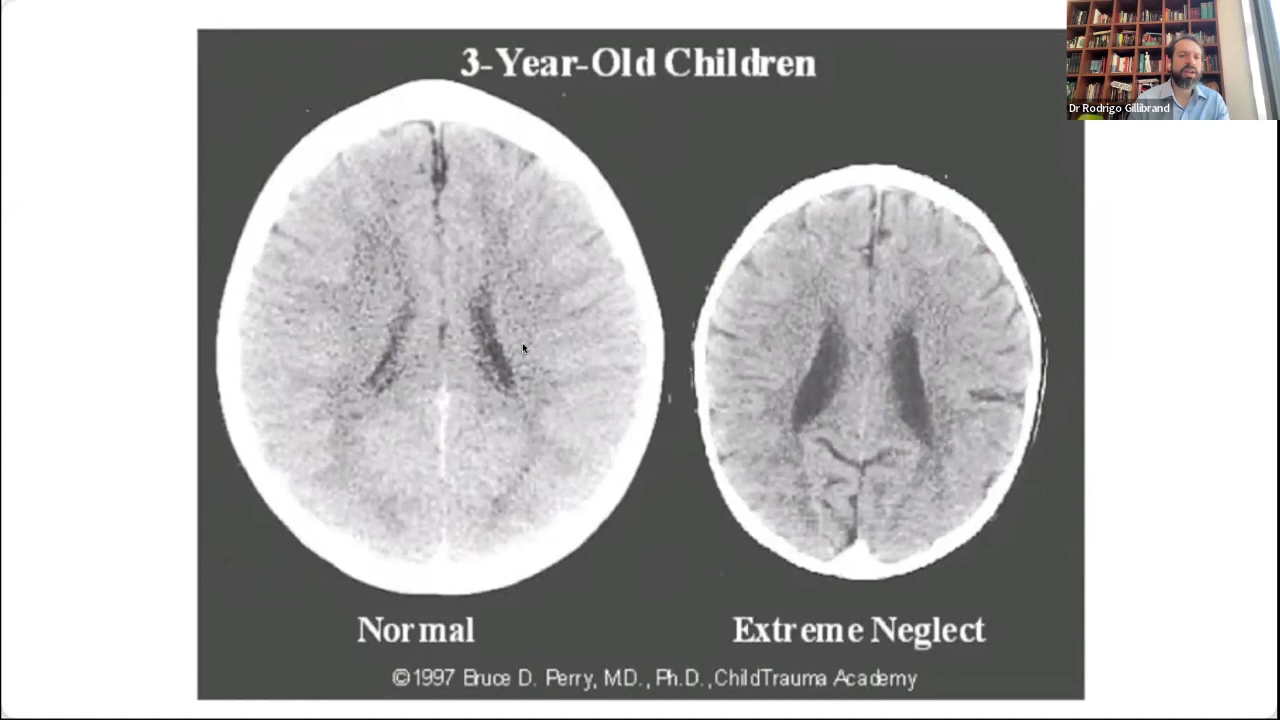 3-Year-Old Children
Dr Rodrigo Gillibrand
Normal
Extreme Neglect
©1997 Bruce D. Perry, M.D., Ph.D., ChildTrauma Academy